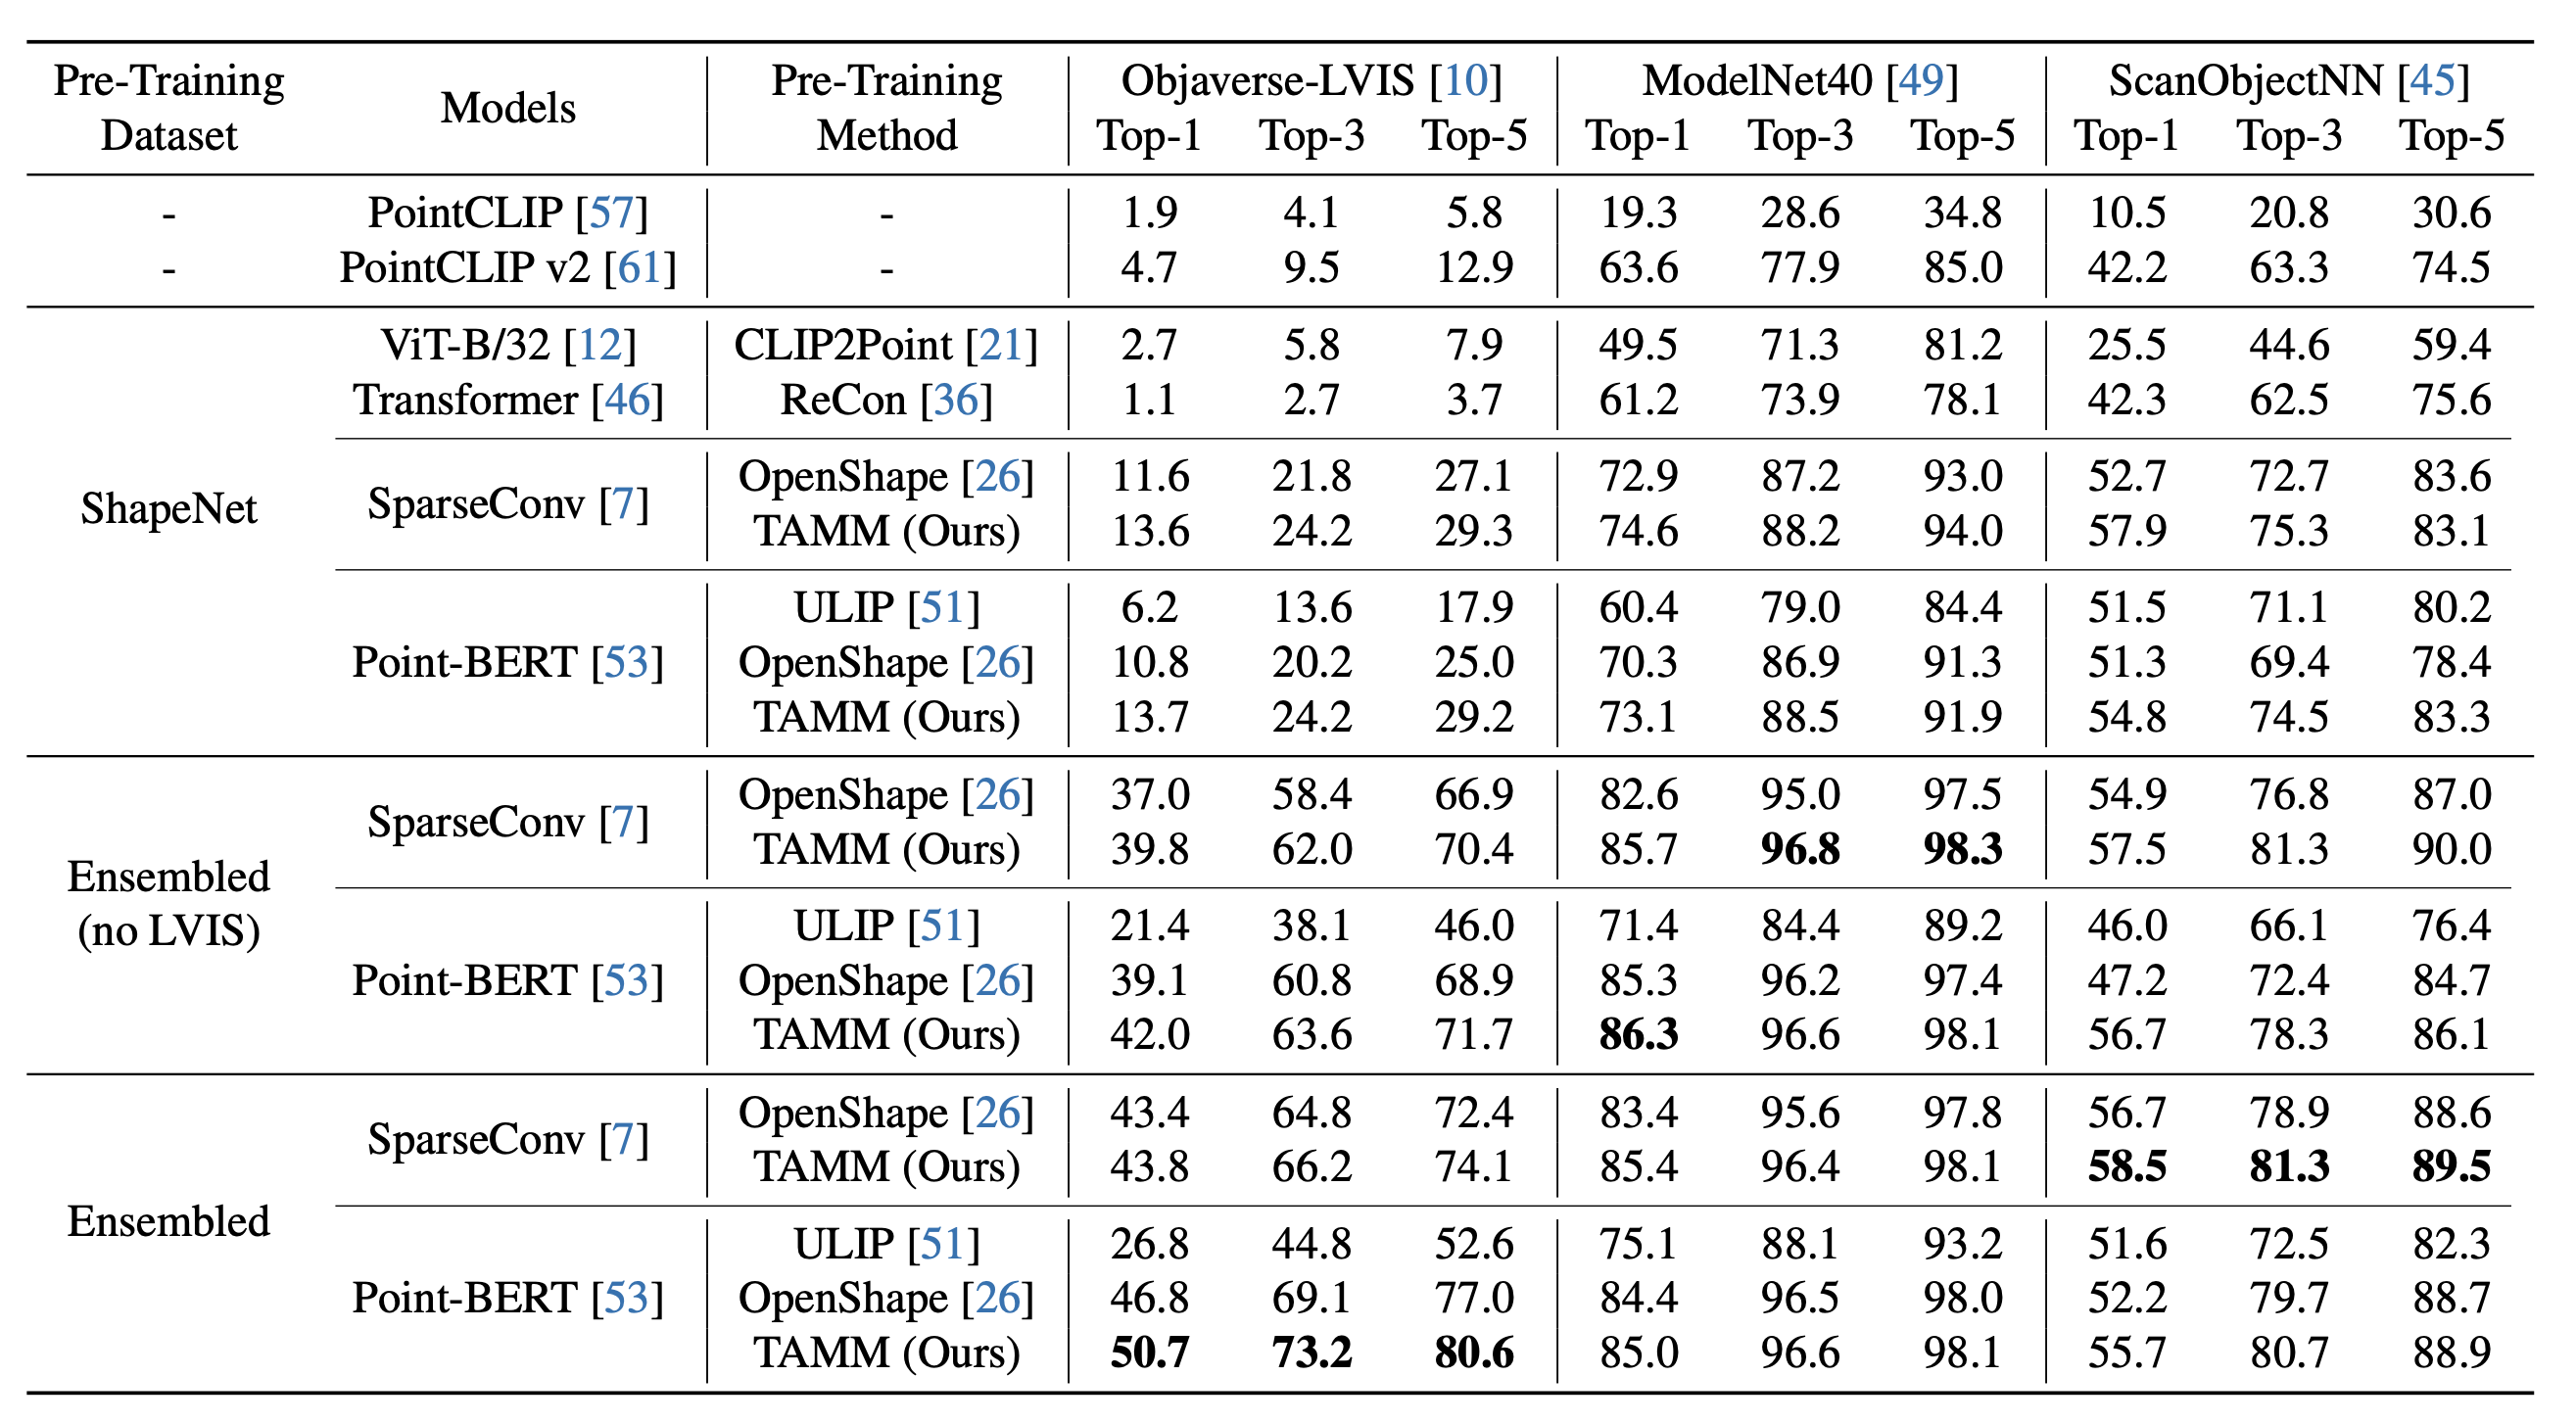 Pre-Training Dataset | Models | Pre-Training Method | Objaverse-LVIS [10] | ModelNet40 [49] | ScanObjectNN [45]
Top-1 Top-3 Top-5 | Top-1 Top-3 Top-5 | Top-1 Top-3 Top-5
- PointCLIP [57] - 1.9 4.1 5.8 19.3 28.6 34.8 10.5 20.8 30.6
- PointCLIP v2 [61] - 4.7 9.5 12.9 63.6 77.9 85.0 42.2 63.3 74.5
ShapeNet
ViT-B/32 [12] CLIP2Point [21] 2.7 5.8 7.9 49.5 71.3 81.2 25.5 44.6 59.4
Transformer [46] ReCon [36] 1.1 2.7 3.7 61.2 73.9 78.1 42.3 62.5 75.6
SparseConv [7]
OpenShape [26] 11.6 21.8 27.1 72.9 87.2 93.0 52.7 72.7 83.6
TAMM (Ours) 13.6 24.2 29.3 74.6 88.2 94.0 57.9 75.3 83.1
Point-BERT [53]
ULIP [51] 6.2 13.6 17.9 60.4 79.0 84.4 51.5 71.1 80.2
OpenShape [26] 10.8 20.2 25.0 70.3 86.9 91.3 51.3 69.4 78.4
TAMM (Ours) 13.7 24.2 29.2 73.1 88.5 91.9 54.8 74.5 83.3
Ensembled (no LVIS)
SparseConv [7]
OpenShape [26] 37.0 58.4 66.9 82.6 95.0 97.5 54.9 76.8 87.0
TAMM (Ours) 39.8 62.0 70.4 85.7 96.8 98.3 57.5 81.3 90.0
Point-BERT [53]
ULIP [51] 21.4 38.1 46.0 71.4 84.4 89.2 46.0 66.1 76.4
OpenShape [26] 39.1 60.8 68.9 85.3 96.2 97.4 47.2 72.4 84.7
TAMM (Ours) 42.0 63.6 71.7 86.3 96.6 98.1 56.7 78.3 86.1
Ensembled
SparseConv [7]
OpenShape [26] 43.4 64.8 72.4 83.4 95.6 97.8 56.7 78.9 88.6
TAMM (Ours) 43.8 66.2 74.1 85.4 96.4 98.1 58.5 81.3 89.5
Point-BERT [53]
ULIP [51] 26.8 44.8 52.6 75.1 88.1 93.2 51.6 72.5 82.3
OpenShape [26] 46.8 69.1 77.0 84.4 96.5 98.0 52.2 79.7 88.7
TAMM (Ours) 50.7 73.2 80.6 85.0 96.6 98.1 55.7 80.7 88.9